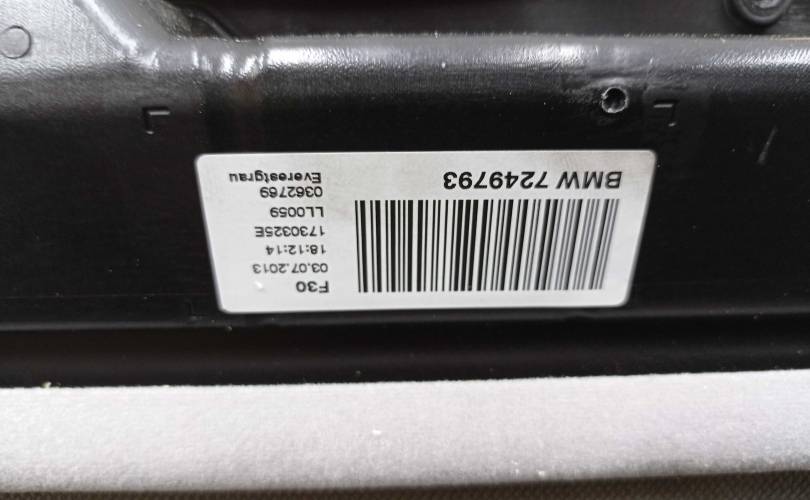 F30
03.07.2013
18:12:14
1730325E
LL0059
0362769
Everestgrau
BMW 7249793